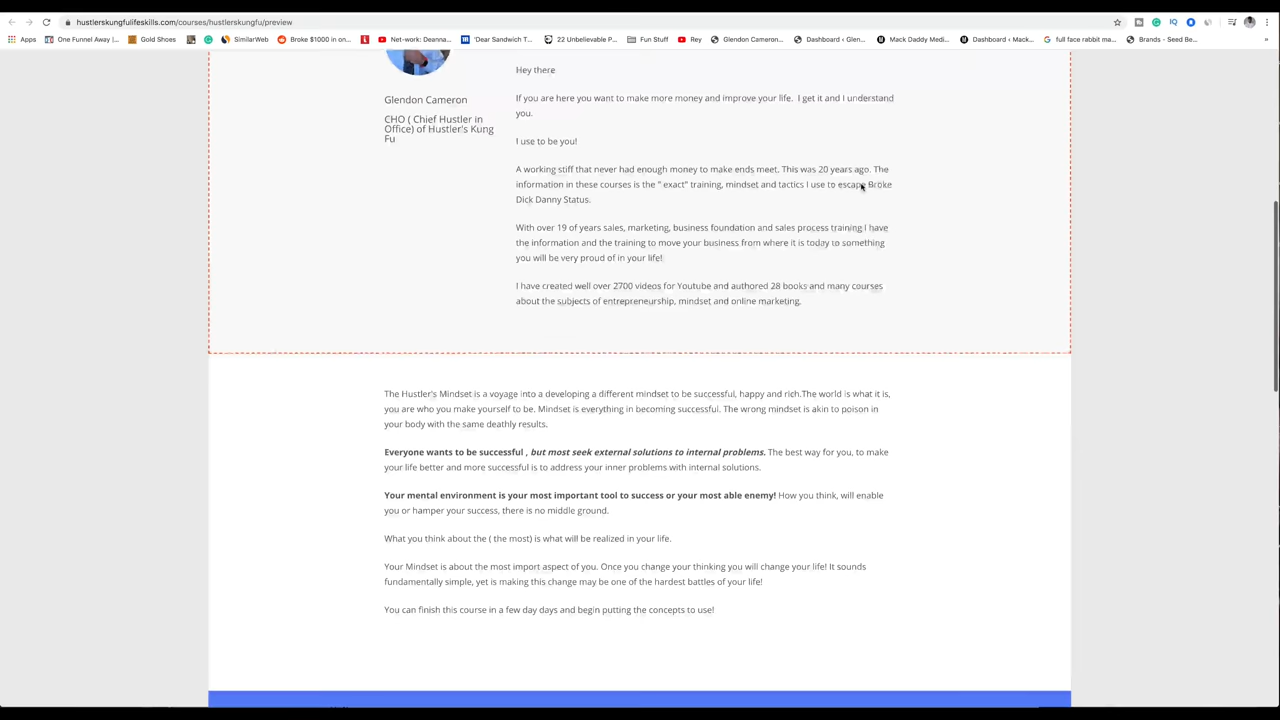 hustlerskungfulifeskills.com/courses/hustlerskungfu/preview
Apps
One Funnel Away |...
Gold Shoes
SimilarWeb
Broke $1000 in on...
Net-work: Deanna...
'Dear Sandwich T...
22 Unbelievable P...
Fun Stuff
Rey
Glendon Cameron...
Dashboard ‹ Glen...
Mack Daddy Medi...
Dashboard ‹ Mack...
full face rabbit ma...
Brands - Seed Be...
»
Glendon Cameron
CHO ( Chief Hustler in
Office) of Hustler's Kung
Fu
Hey there
If you are here you want to make more money and improve your life. I get it and I understand
you.
I use to be you!
A working stiff that never had enough money to make ends meet. This was 20 years ago. The
information in these courses is the " exact" training, mindset and tactics I use to escape Broke
Dick Danny Status.
With over 19 of years sales, marketing, business foundation and sales process training I have
the information and the training to move your business from where it is today to something
you will be very proud of in your life!
I have created well over 2700 videos for Youtube and authored 28 books and many courses
about the subjects of entrepreneurship, mindset and online marketing.
The Hustler's Mindset is a voyage into a developing a different mindset to be successful, happy and rich.The world is what it is,
you are who you make yourself to be. Mindset is everything in becoming successful. The wrong mindset is akin to poison in
your body with the same deathly results.
Everyone wants to be successful , but most seek external solutions to internal problems. The best way for you, to make
your life better and more successful is to address your inner problems with internal solutions.
Your mental environment is your most important tool to success or your most able enemy! How you think, will enable
you or hamper your success, there is no middle ground.
What you think about the ( the most) is what will be realized in your life.
Your Mindset is about the most import aspect of you. Once you change your thinking you will change your life! It sounds
fundamentally simple, yet is making this change may be one of the hardest battles of your life!
You can finish this course in a few day days and begin putting the concepts to use!